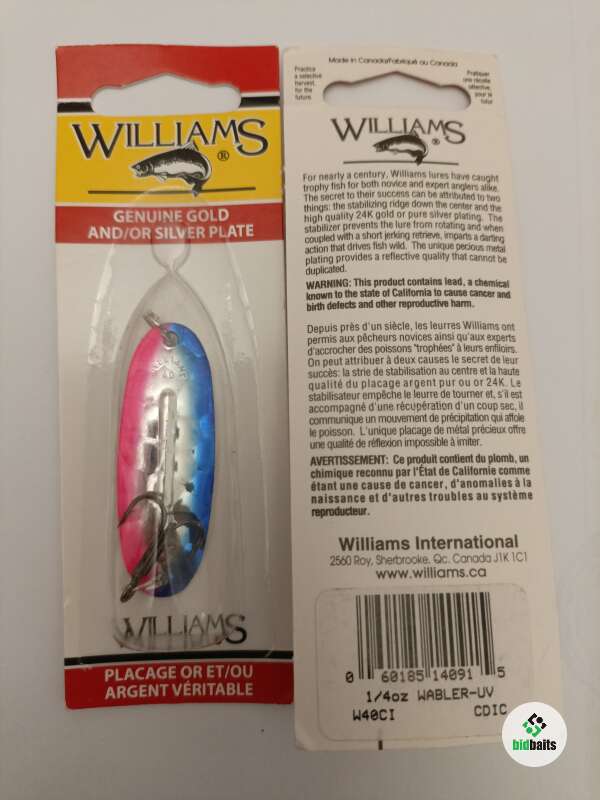 WILLIAMS
®
GENUINE GOLD
AND/OR SILVER PLATE
WILLIAMS
WILLIAMS
PLACAGE OR ET/OU
ARGENT VÉRITABLE
Made in Canada/Fabriqué au Canada
Practice
a selective
harvest,
for the
future
Pratiquer
une récolte
sélective,
pour le
futur
WILLIAMS
®
For nearly a century, Williams lures have caught
trophy fish for both novice and expert anglers alike.
The secret to their success can be attributed to two
things: the stabilizing ridge down the center and the
high quality 24K gold or pure silver plating. The
stabilizer prevents the lure from rotating and when
coupled with a short jerking retrieve, imparts a darting
action that drives fish wild. The unique precious metal
plating provides a reflective quality that cannot be
duplicated.
WARNING: This product contains lead, a chemical
known to the state of California to cause cancer and
birth defects and other reproductive harm.
Depuis près d'un siècle, les leurres Williams ont
permis aux pêcheurs novices ainsi qu'aux experts
d'accrocher des poissons "trophées" à leurs enfiloirs.
On peut attribuer à deux causes le secret de leur
succès: la strie de stabilisation au centre et la haute
qualité du placage argent pur ou 24K. Le
stabilisateur empêche le leurre de tourner et, s'il est
accompagné d'une récupération d'un coup sec, il
communique un mouvement de précipitation qui affole
le poisson. L'unique placage de métal précieux offre
une qualité de réflexion impossible à imiter.
AVERTISSEMENT: Ce produit contient du plomb, un
chimique reconnu par l'État de Californie comme
étant une cause de cancer, d'anomalies à la
naissance et d'autres troubles au système
reproducteur.
Williams International
2560 Roy, Sherbrooke, Qc. Canada J1K 1C1
www.williams.ca
0 60185 14091 5
1/4oz WABLER-UV
W40CI CDIC
bidbaits